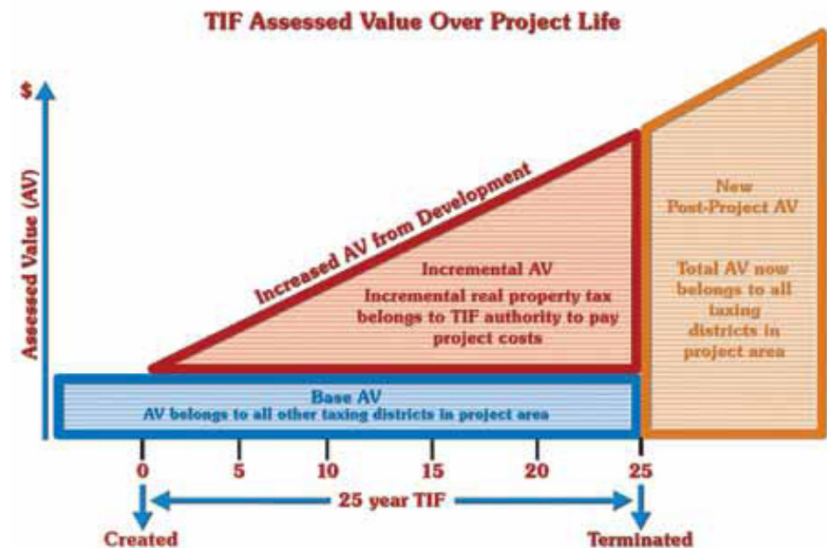 TIF Assessed Value Over Project Life
$
Assessed Value (AV)
Increased AV from Development
Incremental AV
Incremental real property tax
belongs to TIF authority to pay
project costs
New
Post-Project AV
Total AV now
belongs to all
taxing
districts in
project area
Base AV
AV belongs to all other taxing districts in project area
0 5 10 15 20 25
25 year TIF
Created Terminated